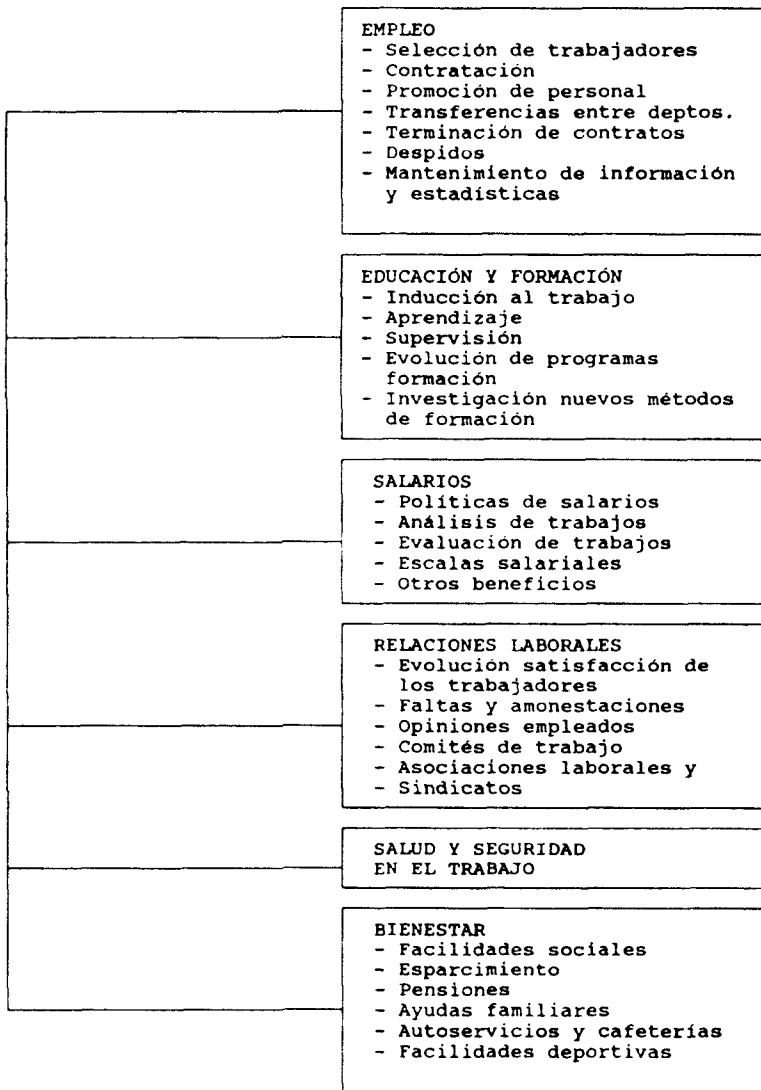 EMPLEO
- Selección de trabajadores
- Contratación
- Promoción de personal
- Transferencias entre deptos.
- Terminación de contratos
- Despidos
- Mantenimiento de información
y estadísticas
EDUCACIÓN Y FORMACIÓN
- Inducción al trabajo
- Aprendizaje
- Supervisión
- Evolución de programas
formación
- Investigación nuevos métodos
de formación
SALARIOS
- Políticas de salarios
- Análisis de trabajos
- Evaluación de trabajos
- Escalas salariales
- Otros beneficios
RELACIONES LABORALES
- Evolución satisfacción de
los trabajadores
- Faltas y amonestaciones
- Opiniones empleados
- Comités de trabajo
- Asociaciones laborales y
- Sindicatos
SALUD Y SEGURIDAD
EN EL TRABAJO
BIENESTAR
- Facilidades sociales
- Esparcimiento
- Pensiones
- Ayudas familiares
- Autoservicios y cafeterías
- Facilidades deportivas